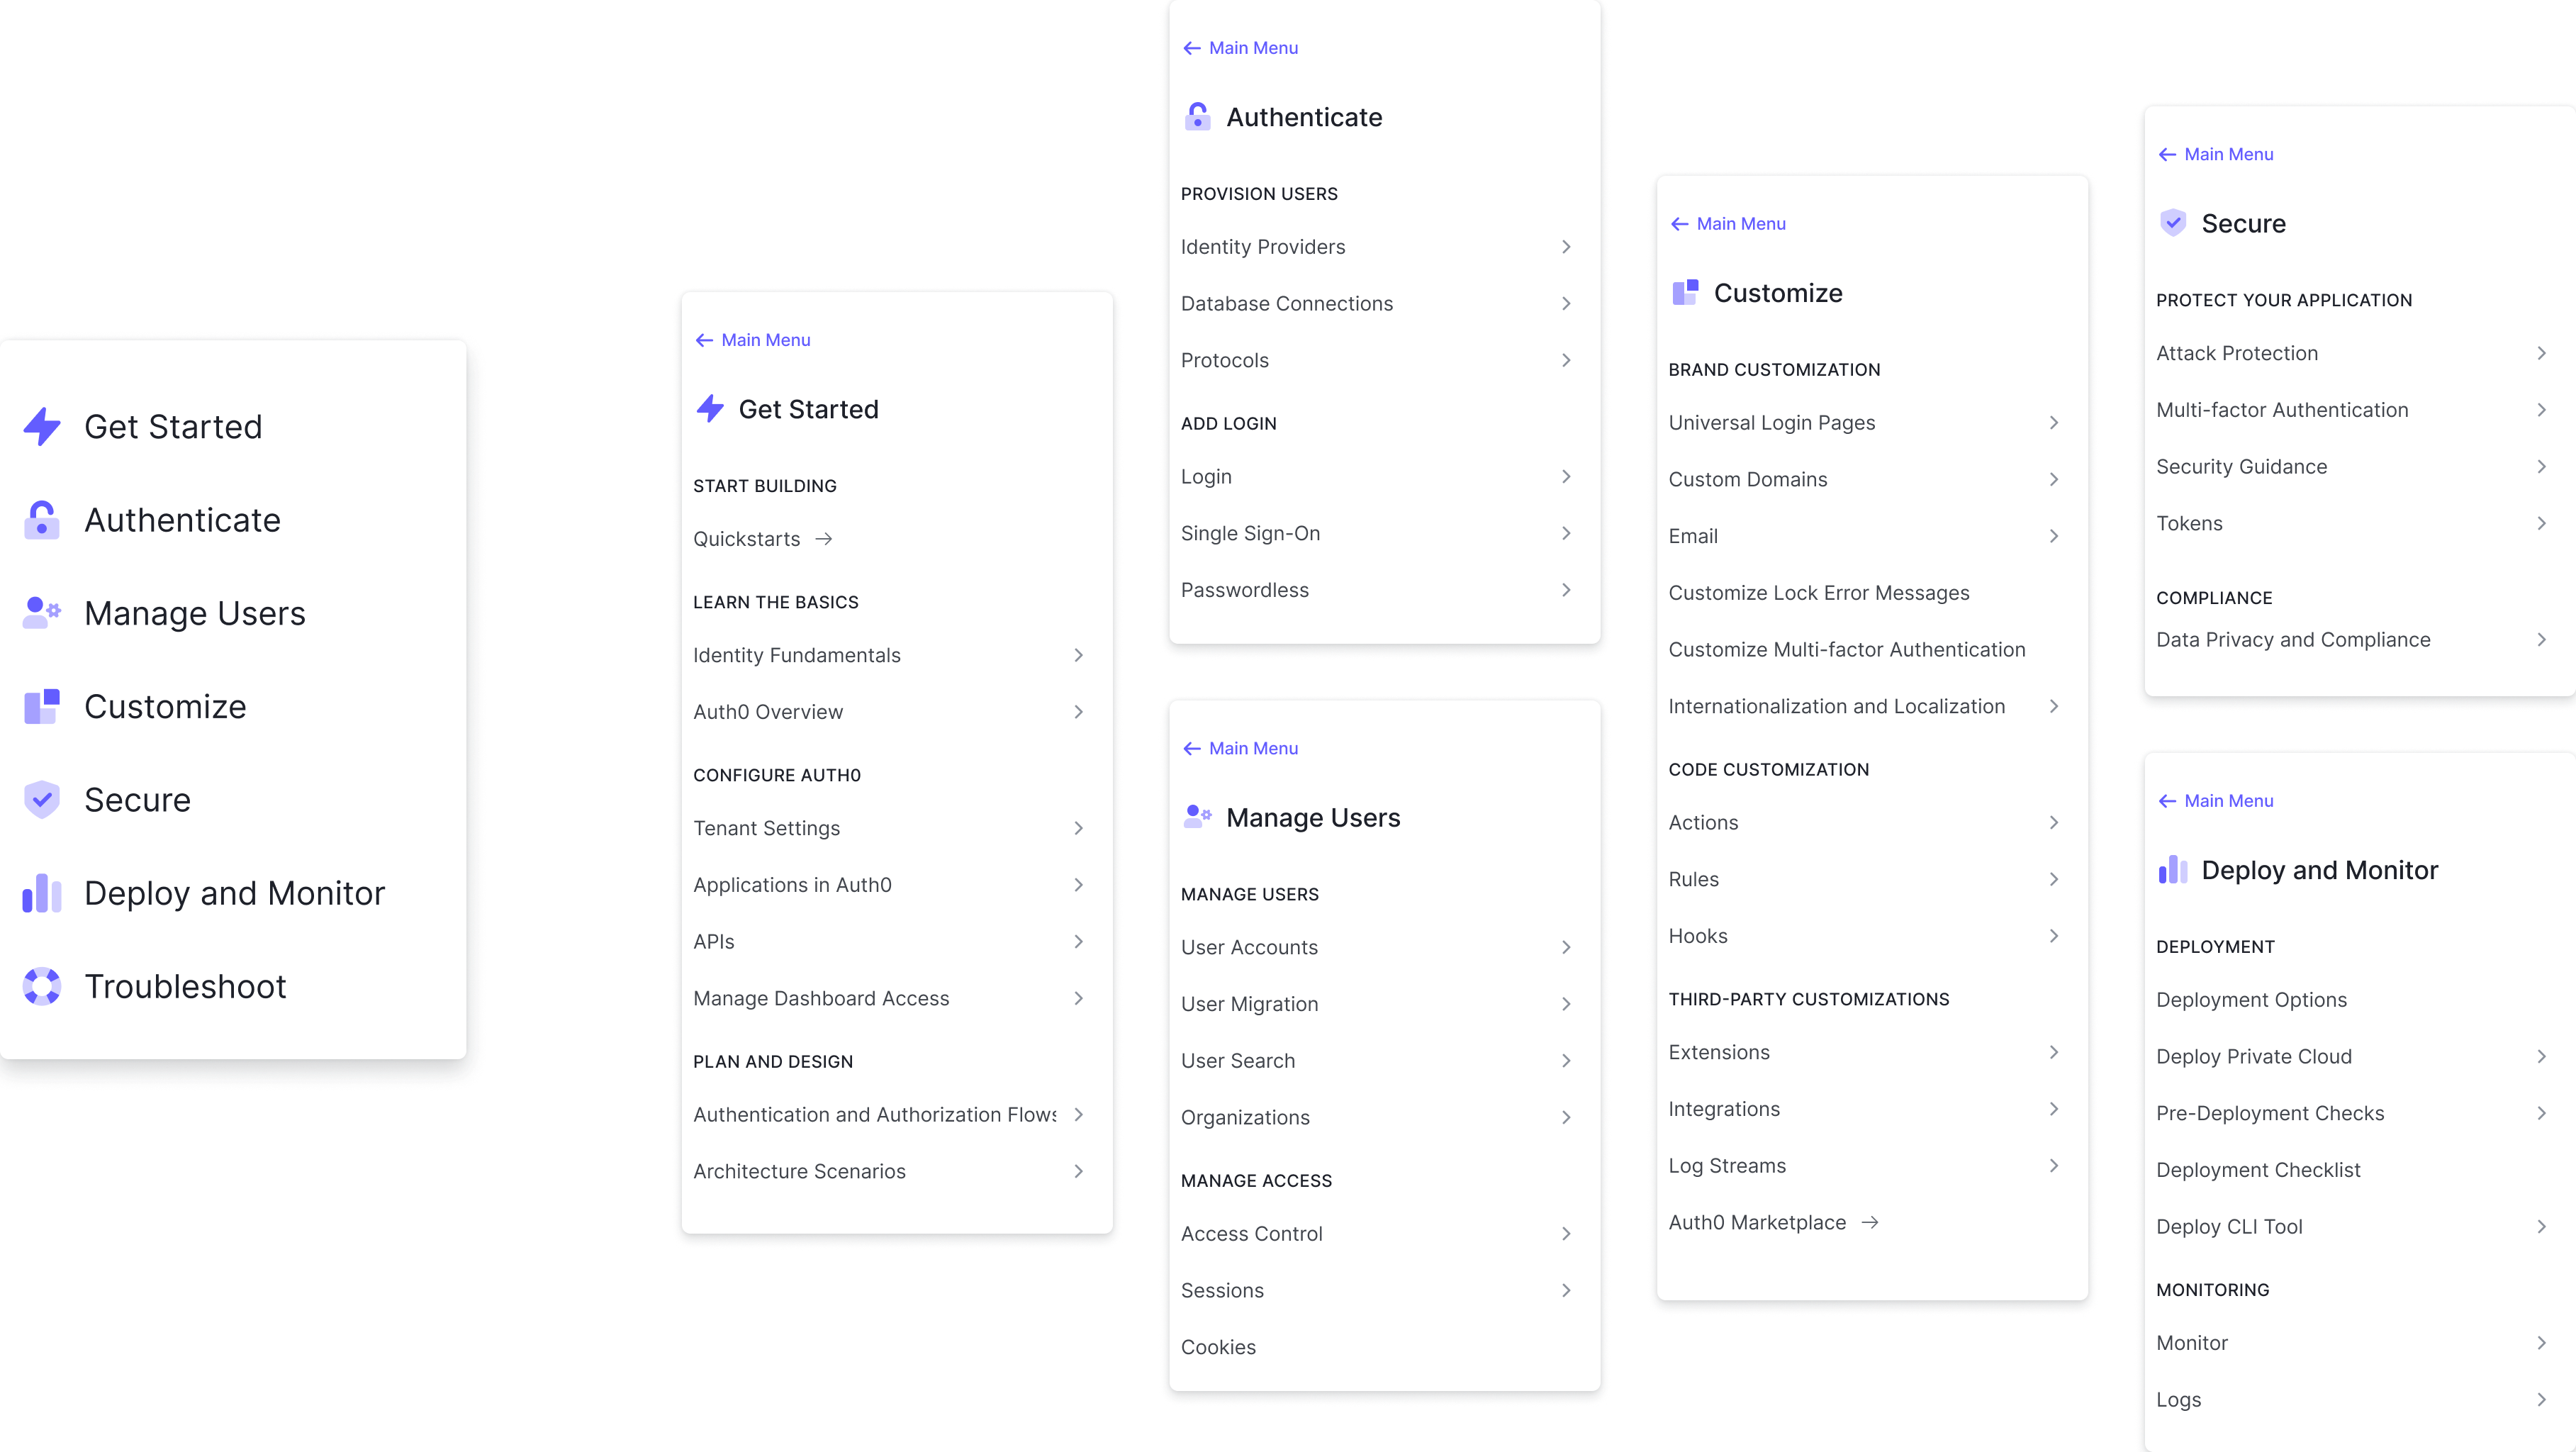 Get Started
Authenticate
Manage Users
Customize
Secure
Deploy and Monitor
Troubleshoot
Main Menu
Get Started
START BUILDING
Quickstarts
LEARN THE BASICS
Identity Fundamentals
Auth0 Overview
CONFIGURE AUTH0
Tenant Settings
Applications in Auth0
APIs
Manage Dashboard Access
PLAN AND DESIGN
Authentication and Authorization Flows
Architecture Scenarios
Main Menu
Authenticate
PROVISION USERS
Identity Providers
Database Connections
Protocols
ADD LOGIN
Login
Single Sign-On
Passwordless
Main Menu
Manage Users
MANAGE USERS
User Accounts
User Migration
User Search
Organizations
MANAGE ACCESS
Access Control
Sessions
Cookies
Main Menu
Customize
BRAND CUSTOMIZATION
Universal Login Pages
Custom Domains
Email
Customize Lock Error Messages
Customize Multi-factor Authentication
Internationalization and Localization
CODE CUSTOMIZATION
Actions
Rules
Hooks
THIRD-PARTY CUSTOMIZATIONS
Extensions
Integrations
Log Streams
Auth0 Marketplace
Main Menu
Secure
PROTECT YOUR APPLICATION
Attack Protection
Multi-factor Authentication
Security Guidance
Tokens
COMPLIANCE
Data Privacy and Compliance
Main Menu
Deploy and Monitor
DEPLOYMENT
Deployment Options
Deploy Private Cloud
Pre-Deployment Checks
Deployment Checklist
Deploy CLI Tool
MONITORING
Monitor
Logs